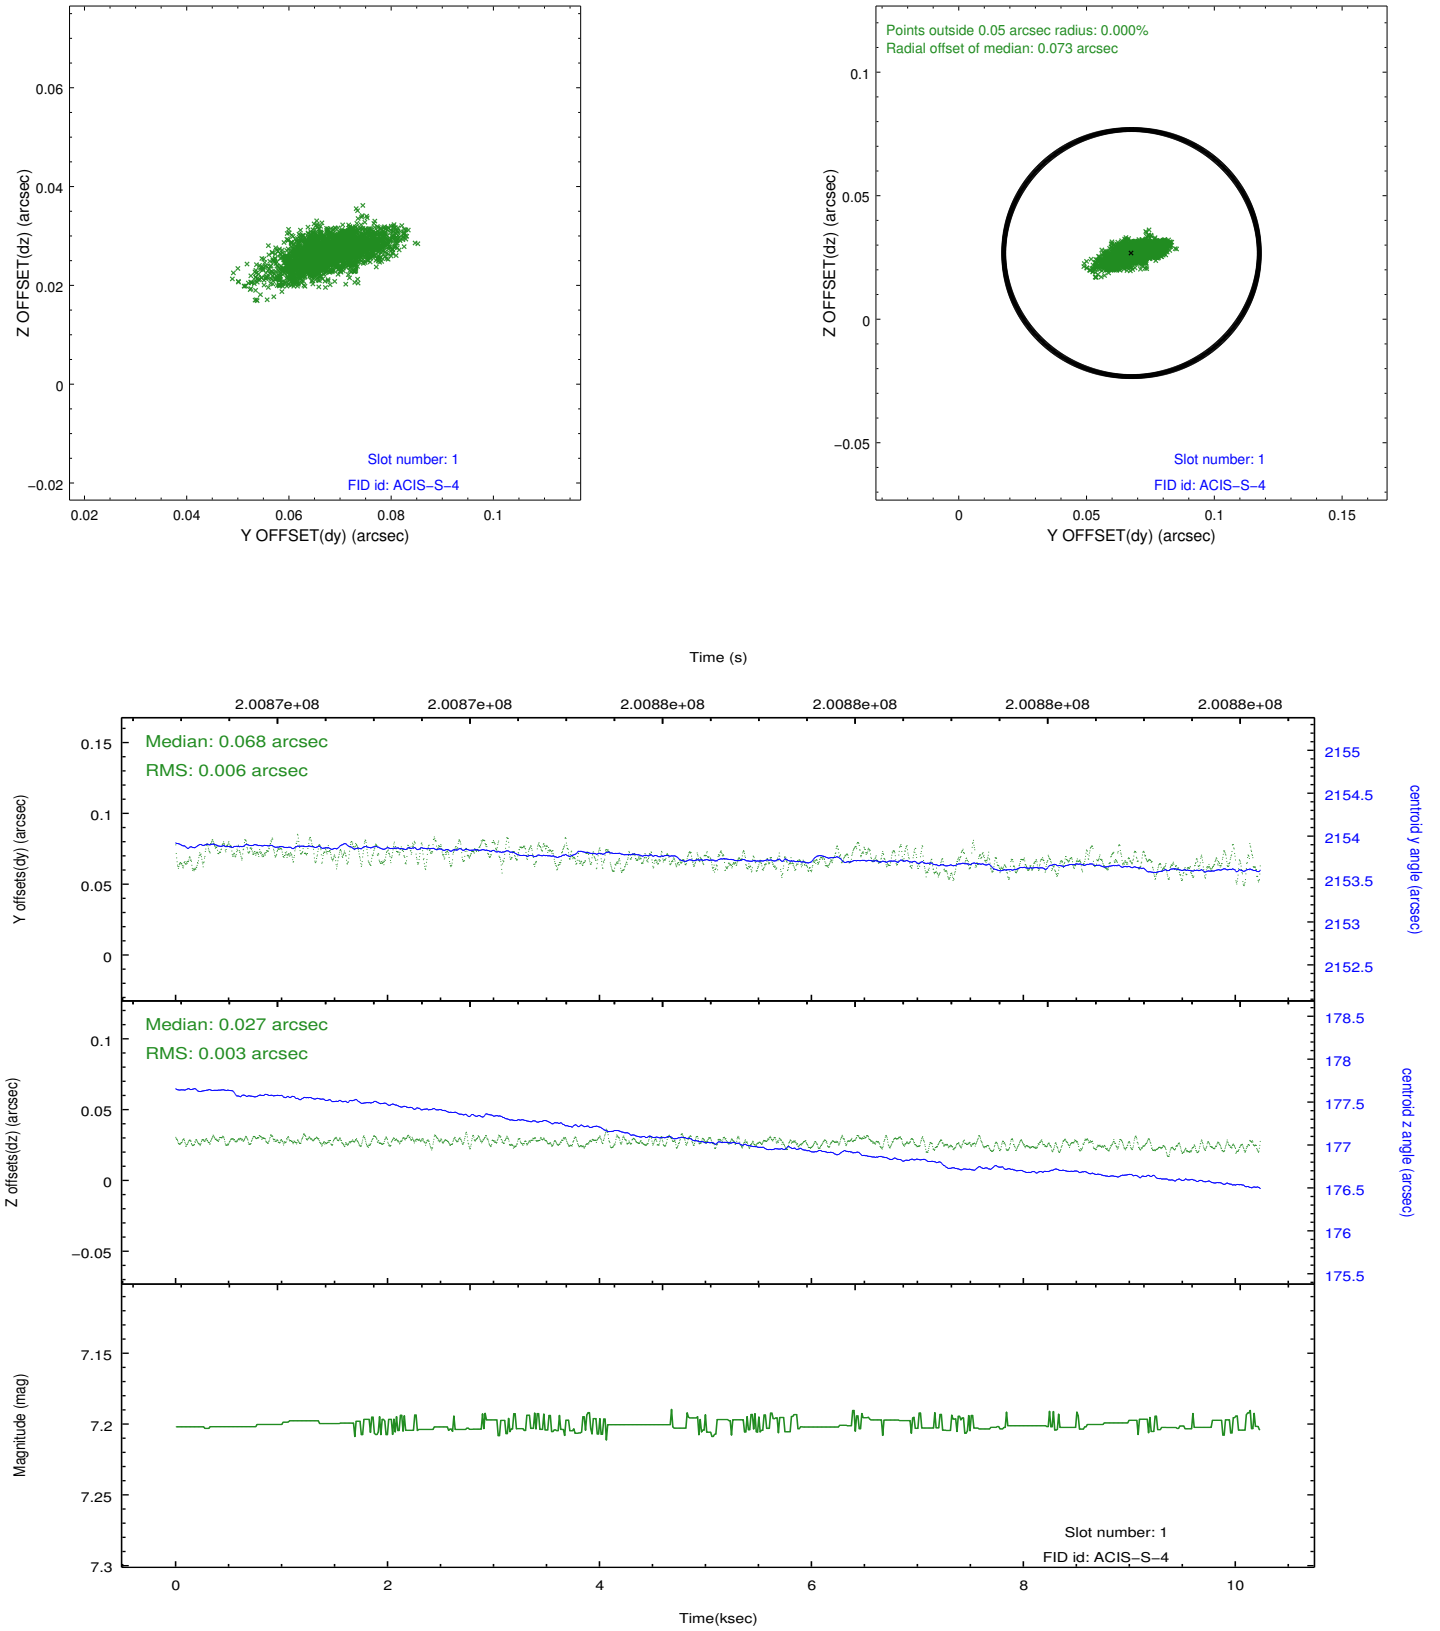 0.06
0.04
0.02
0
−0.02
Z OFFSET(dz) (arcsec)
Slot number: 1
FID id: ACIS−S−4
0.02 0.04 0.06 0.08 0.1
Y OFFSET(dy) (arcsec)
Points outside 0.05 arcsec radius: 0.000%
Radial offset of median: 0.073 arcsec
0.1
0.05
0
−0.05
Z OFFSET(dz) (arcsec)
Slot number: 1
FID id: ACIS−S−4
0 0.05 0.1 0.15
Y OFFSET(dy) (arcsec)
Time (s)
2.0087e+08 2.0087e+08 2.0088e+08 2.0088e+08 2.0088e+08 2.0088e+08
Median: 0.068 arcsec
RMS: 0.006 arcsec
0.15
0.1
0.05
0
Y offsets(dy) (arcsec)
2155
2154.5
2154
2153.5
2153
2152.5
centroid y angle (arcsec)
Median: 0.027 arcsec
RMS: 0.003 arcsec
0.1
0.05
0
−0.05
Z offsets(dz) (arcsec)
178.5
178
177.5
177
176.5
176
175.5
centroid z angle (arcsec)
7.15
7.2
7.25
7.3
Magnitude (mag)
Slot number: 1
FID id: ACIS−S−4
0 2 4 6 8 10
Time(ksec)